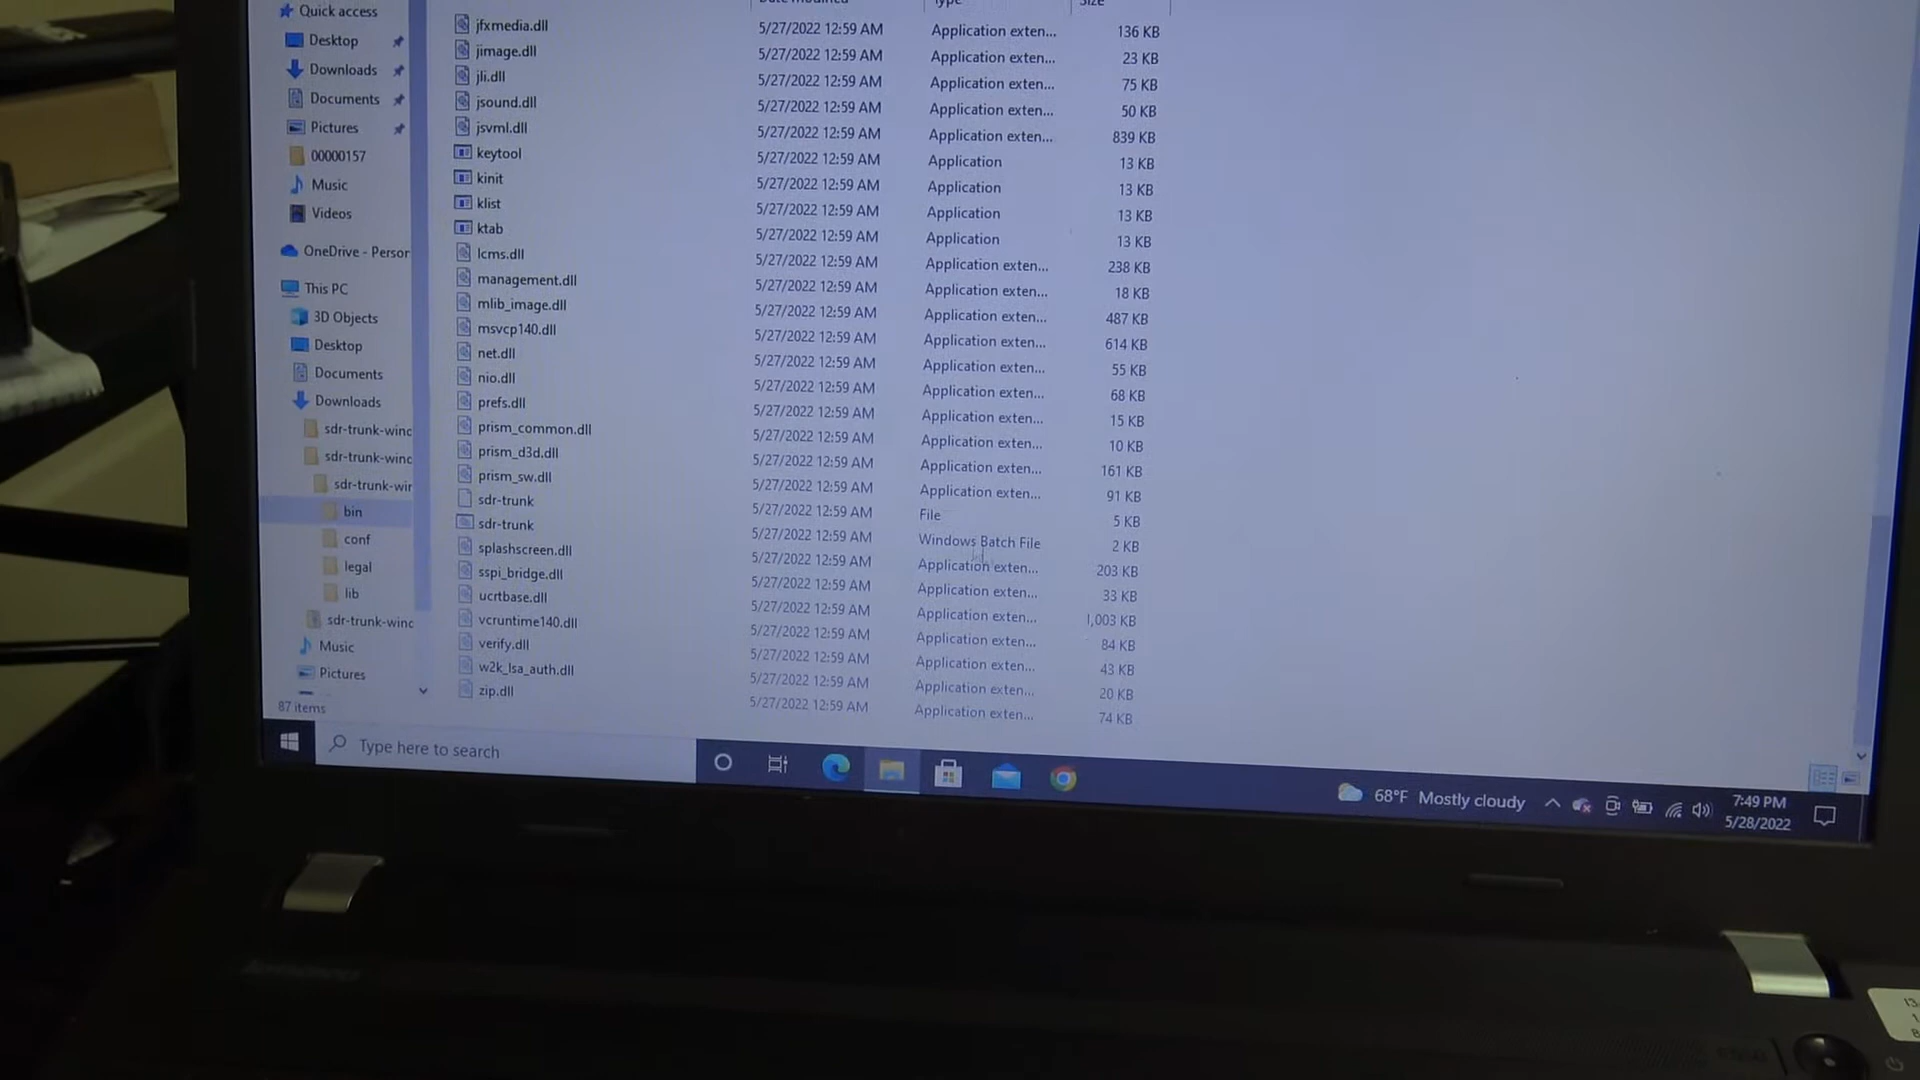 Quick access
Desktop
Downloads
Documents
Pictures
00000157
Music
Videos
OneDrive - Person
This PC
3D Objects
Desktop
Documents
Downloads
sdr-trunk-winc
sdr-trunk-winc
sdr-trunk-wir
bin
conf
legal
lib
sdr-trunk-winc
Music
Pictures
87 items
Date modified Type Size
jfxmedia.dll 5/27/2022 12:59 AM Application exten... 136 KB
jimage.dll 5/27/2022 12:59 AM Application exten... 23 KB
jli.dll 5/27/2022 12:59 AM Application exten... 75 KB
jsound.dll 5/27/2022 12:59 AM Application exten... 50 KB
jsvml.dll 5/27/2022 12:59 AM Application exten... 839 KB
keytool 5/27/2022 12:59 AM Application 13 KB
kinit 5/27/2022 12:59 AM Application 13 KB
klist 5/27/2022 12:59 AM Application 13 KB
ktab 5/27/2022 12:59 AM Application 13 KB
lcms.dll 5/27/2022 12:59 AM Application exten... 238 KB
management.dll 5/27/2022 12:59 AM Application exten... 18 KB
mlib_image.dll 5/27/2022 12:59 AM Application exten... 487 KB
msvcp140.dll 5/27/2022 12:59 AM Application exten... 614 KB
net.dll 5/27/2022 12:59 AM Application exten... 55 KB
nio.dll 5/27/2022 12:59 AM Application exten... 68 KB
prefs.dll 5/27/2022 12:59 AM Application exten... 15 KB
prism_common.dll 5/27/2022 12:59 AM Application exten... 10 KB
prism_d3d.dll 5/27/2022 12:59 AM Application exten... 161 KB
prism_sw.dll 5/27/2022 12:59 AM Application exten... 91 KB
sdr-trunk 5/27/2022 12:59 AM File 5 KB
sdr-trunk 5/27/2022 12:59 AM Windows Batch File 2 KB
splashscreen.dll 5/27/2022 12:59 AM Application exten... 203 KB
sspi_bridge.dll 5/27/2022 12:59 AM Application exten... 33 KB
ucrtbase.dll 5/27/2022 12:59 AM Application exten... 1,003 KB
vcruntime140.dll 5/27/2022 12:59 AM Application exten... 84 KB
verify.dll 5/27/2022 12:59 AM Application exten... 43 KB
w2k_lsa_auth.dll 5/27/2022 12:59 AM Application exten... 20 KB
zip.dll 5/27/2022 12:59 AM Application exten... 74 KB
Type here to search
68°F Mostly cloudy
7:49 PM
5/28/2022